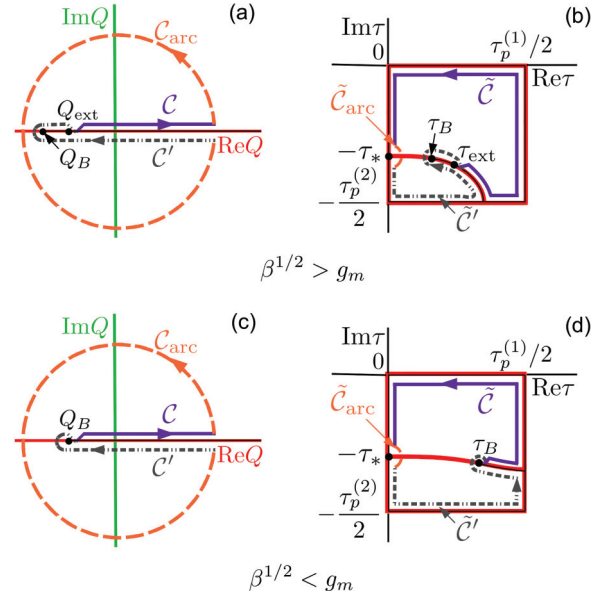 (a)
ImQ
𝒞_arc
Q_ext
𝒞
ReQ
Q_B
𝒞′
(b)
Imτ
τ_p^(1)/2
0
Reτ
𝒞̃_arc
𝒞̃
τ_B
τ_ext
−τ_*
−τ_p^(2)/2
𝒞̃′
β^{1/2} > g_m
(c)
ImQ
𝒞_arc
Q_B
𝒞
ReQ
𝒞′
(d)
Imτ
τ_p^(1)/2
0
Reτ
𝒞̃_arc
𝒞̃
τ_B
−τ_*
−τ_p^(2)/2
𝒞̃′
β^{1/2} < g_m